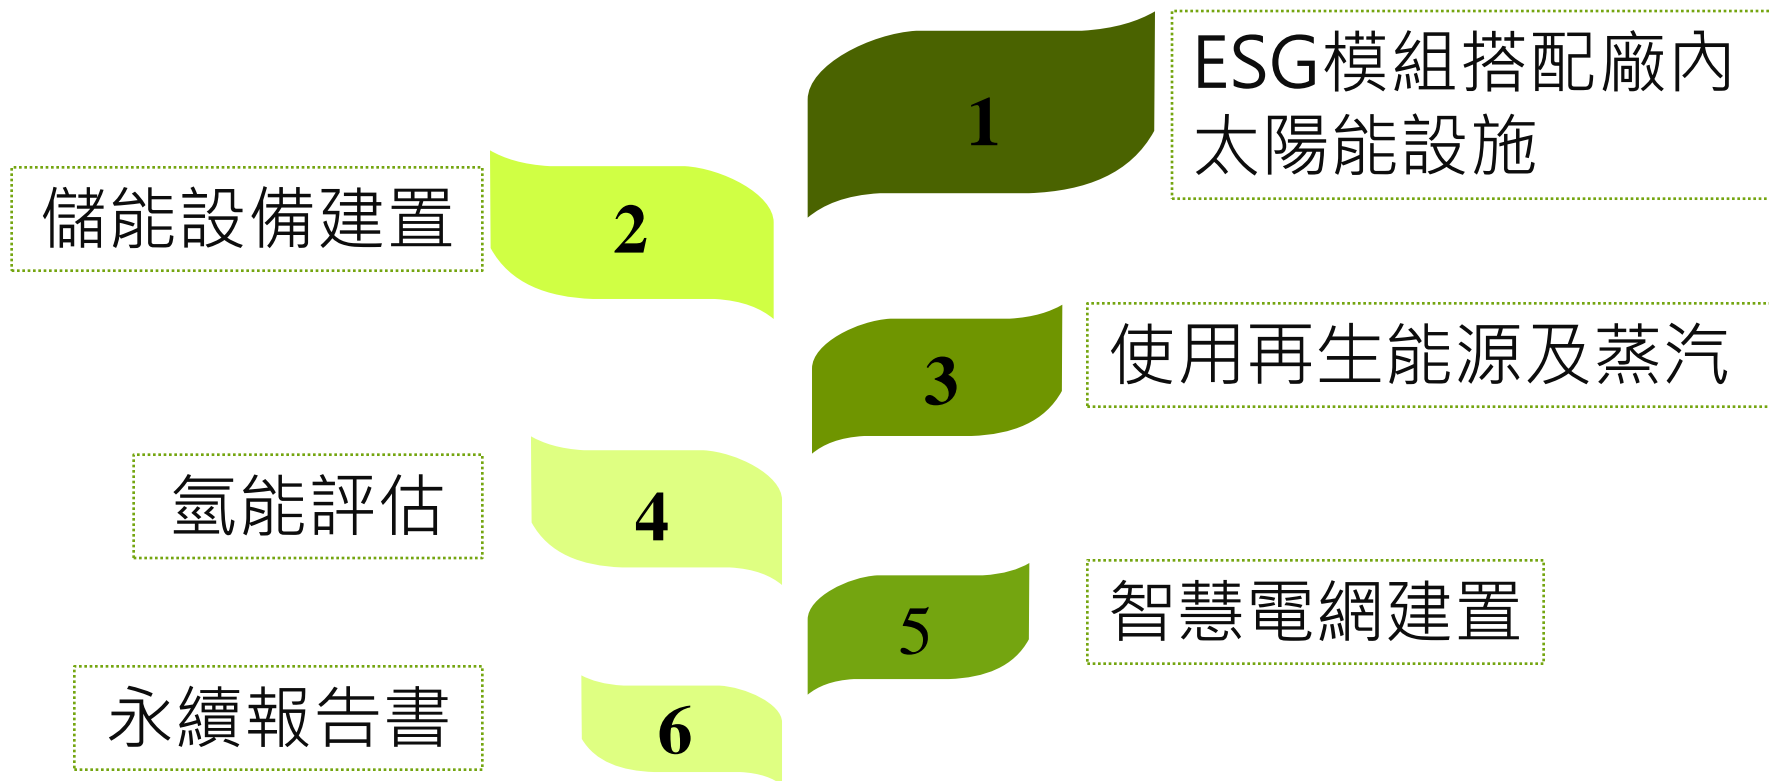 1
ESG模組搭配廠內
太陽能設施
儲能設備建置
2
3
使用再生能源及蒸汽
氫能評估
4
5
智慧電網建置
永續報告書
6